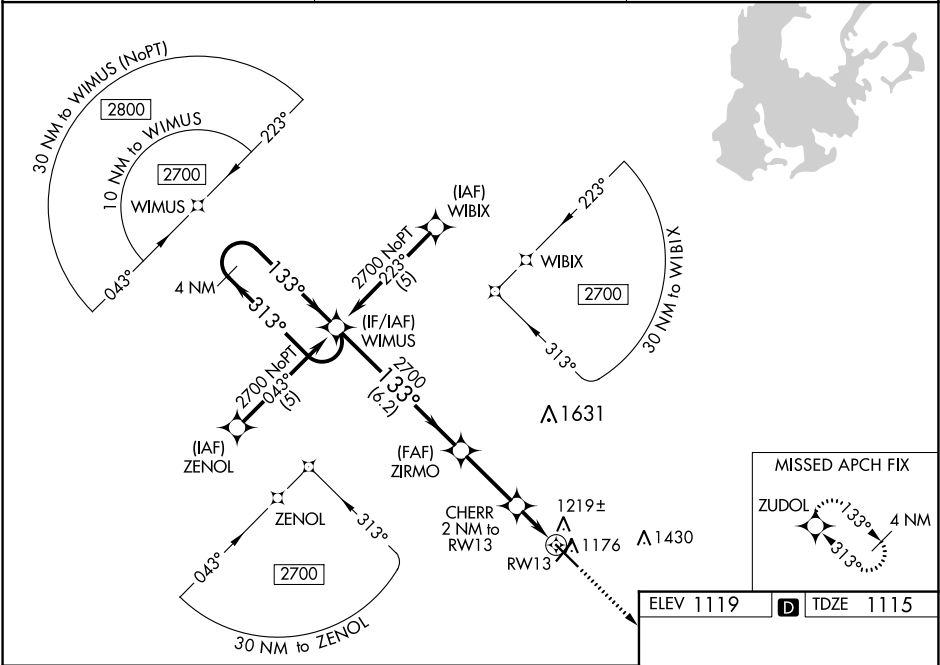 30 NM to WIMUS (NoPT)
2800
10 NM to WIMUS
2700
WIMUS
223°
043°
(IAF)
WIBIX
2700 NoPT
223°
(5)
4 NM
133°
313°
(IF/IAF)
WIMUS
2700 NoPT
043°
(5)
(IAF)
ZENOL
2700
133°
(6.2)
223°
WIBIX
2700
313°
30 NM to WIBIX
1631
(FAF)
ZIRMO
CHERR
2 NM to
RW13
1219±
1176
1430
RW13
ZENOL
043°
313°
2700
30 NM to ZENOL
MISSED APCH FIX
ZUDOL
133°
313°
4 NM
ELEV 1119
D
TDZE 1115